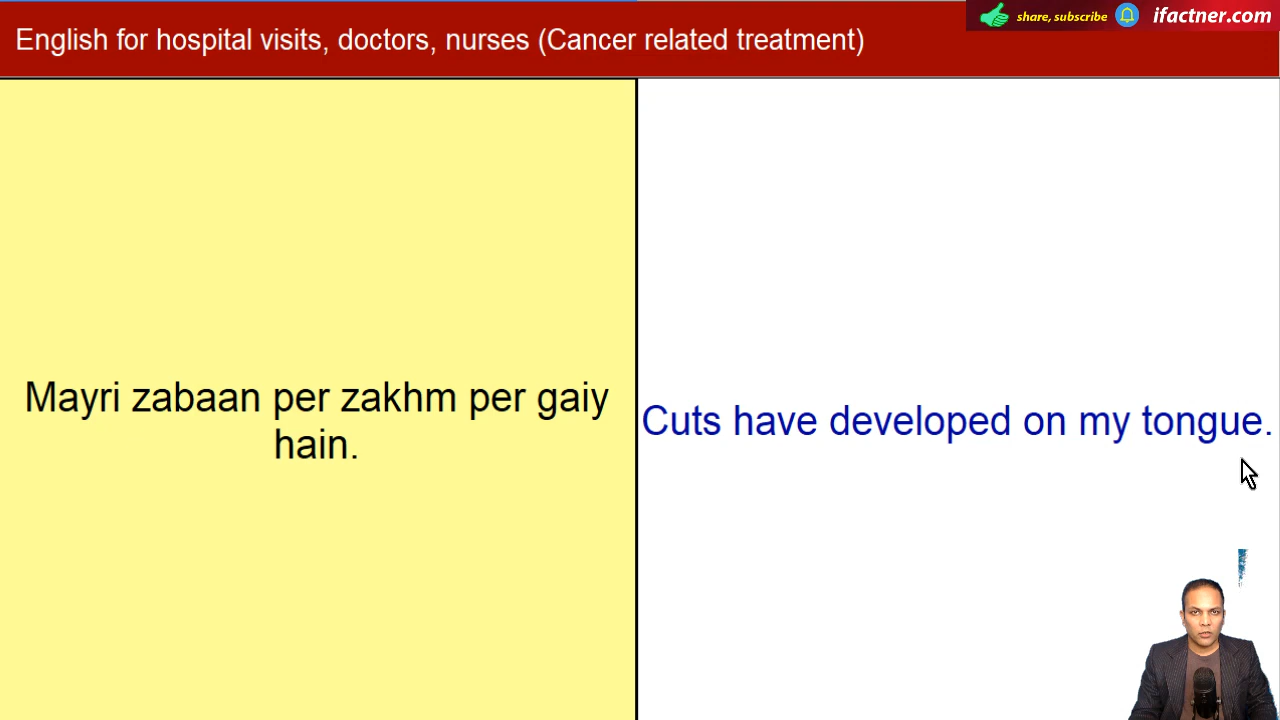 English for hospital visits, doctors, nurses (Cancer related treatment)
share, subscribe
ifactner.com
Mayri zabaan per zakhm per gaiy
hain.
Cuts have developed on my tongue.